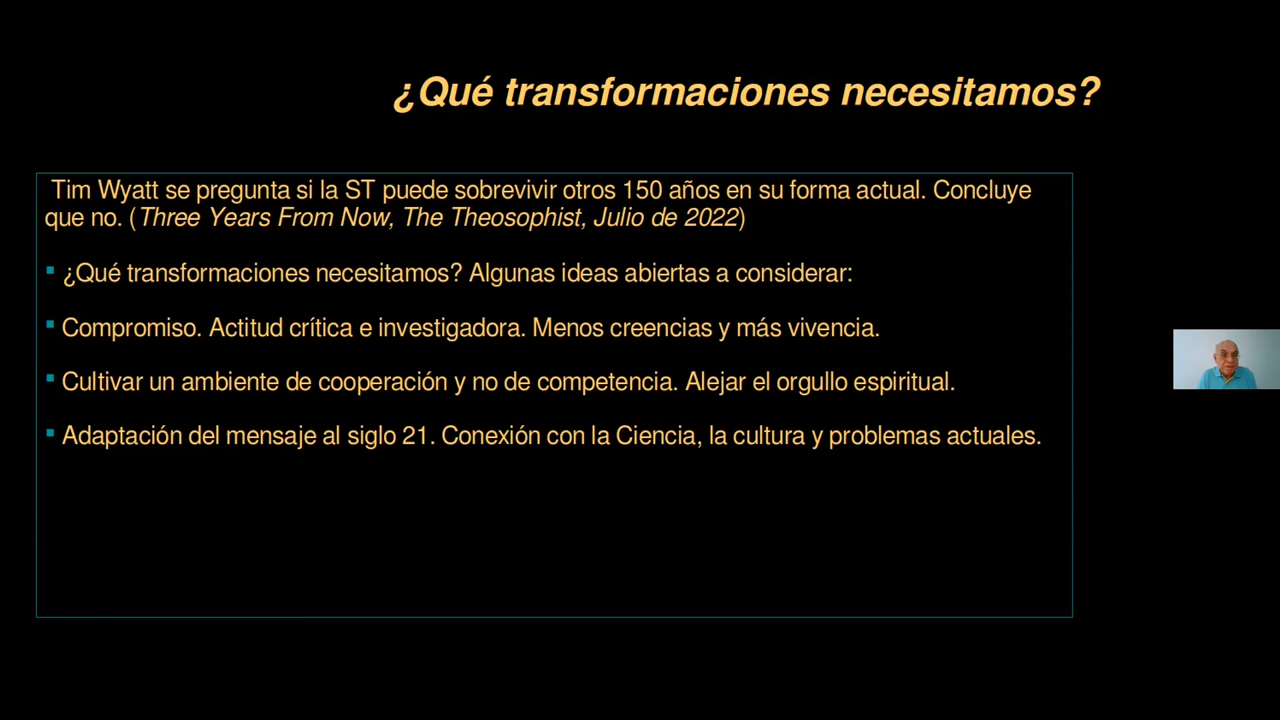 ¿Qué transformaciones necesitamos?
Tim Wyatt se pregunta si la ST puede sobrevivir otros 150 años en su forma actual. Concluye
que no. (Three Years From Now, The Theosophist, Julio de 2022)
▪ ¿Qué transformaciones necesitamos? Algunas ideas abiertas a considerar:
▪ Compromiso. Actitud crítica e investigadora. Menos creencias y más vivencia.
▪ Cultivar un ambiente de cooperación y no de competencia. Alejar el orgullo espiritual.
▪ Adaptación del mensaje al siglo 21. Conexión con la Ciencia, la cultura y problemas actuales.